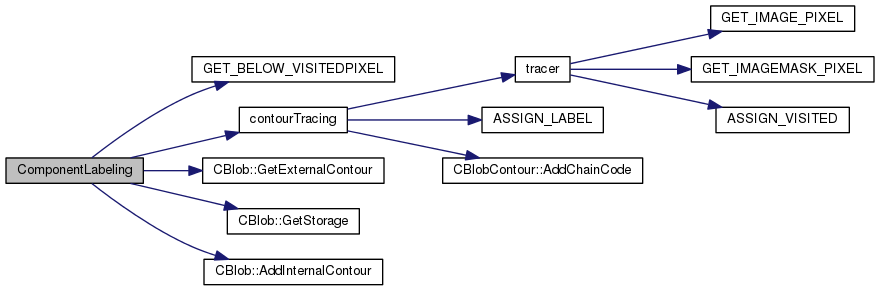 GET_IMAGE_PIXEL
GET_BELOW_VISITEDPIXEL
tracer
GET_IMAGEMASK_PIXEL
contourTracing
ASSIGN_LABEL
ASSIGN_VISITED
ComponentLabeling
CBlob::GetExternalContour
CBlobContour::AddChainCode
CBlob::GetStorage
CBlob::AddInternalContour